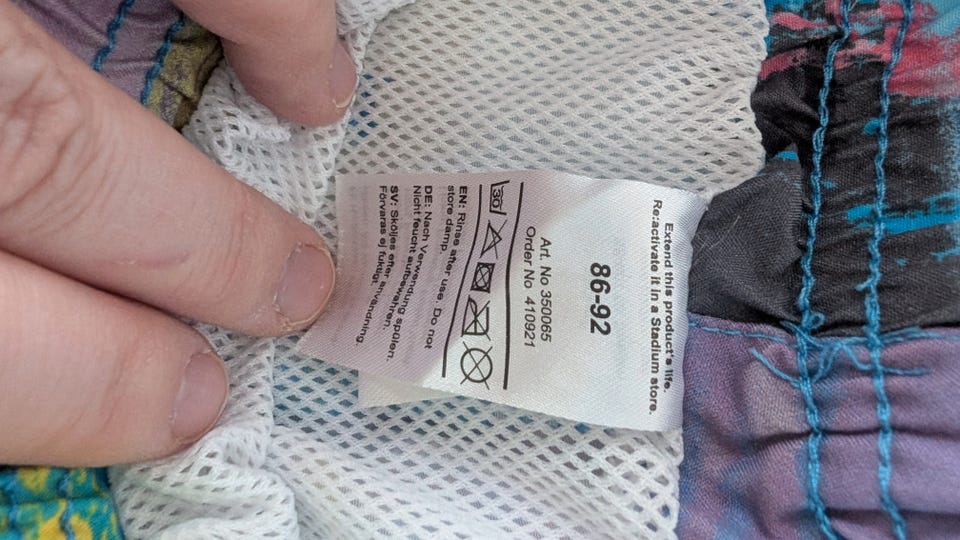 Extend this product's life.
Re:activate it in a Stadium store.
86-92
Art. No 350065
Order No 410921
30
EN: Rinse after use. Do not
store damp.
DE: Nach Verwendung spülen.
Nicht feucht aufbewahren.
SV: Sköljes efter användning.
Förvaras ej fuktigt.